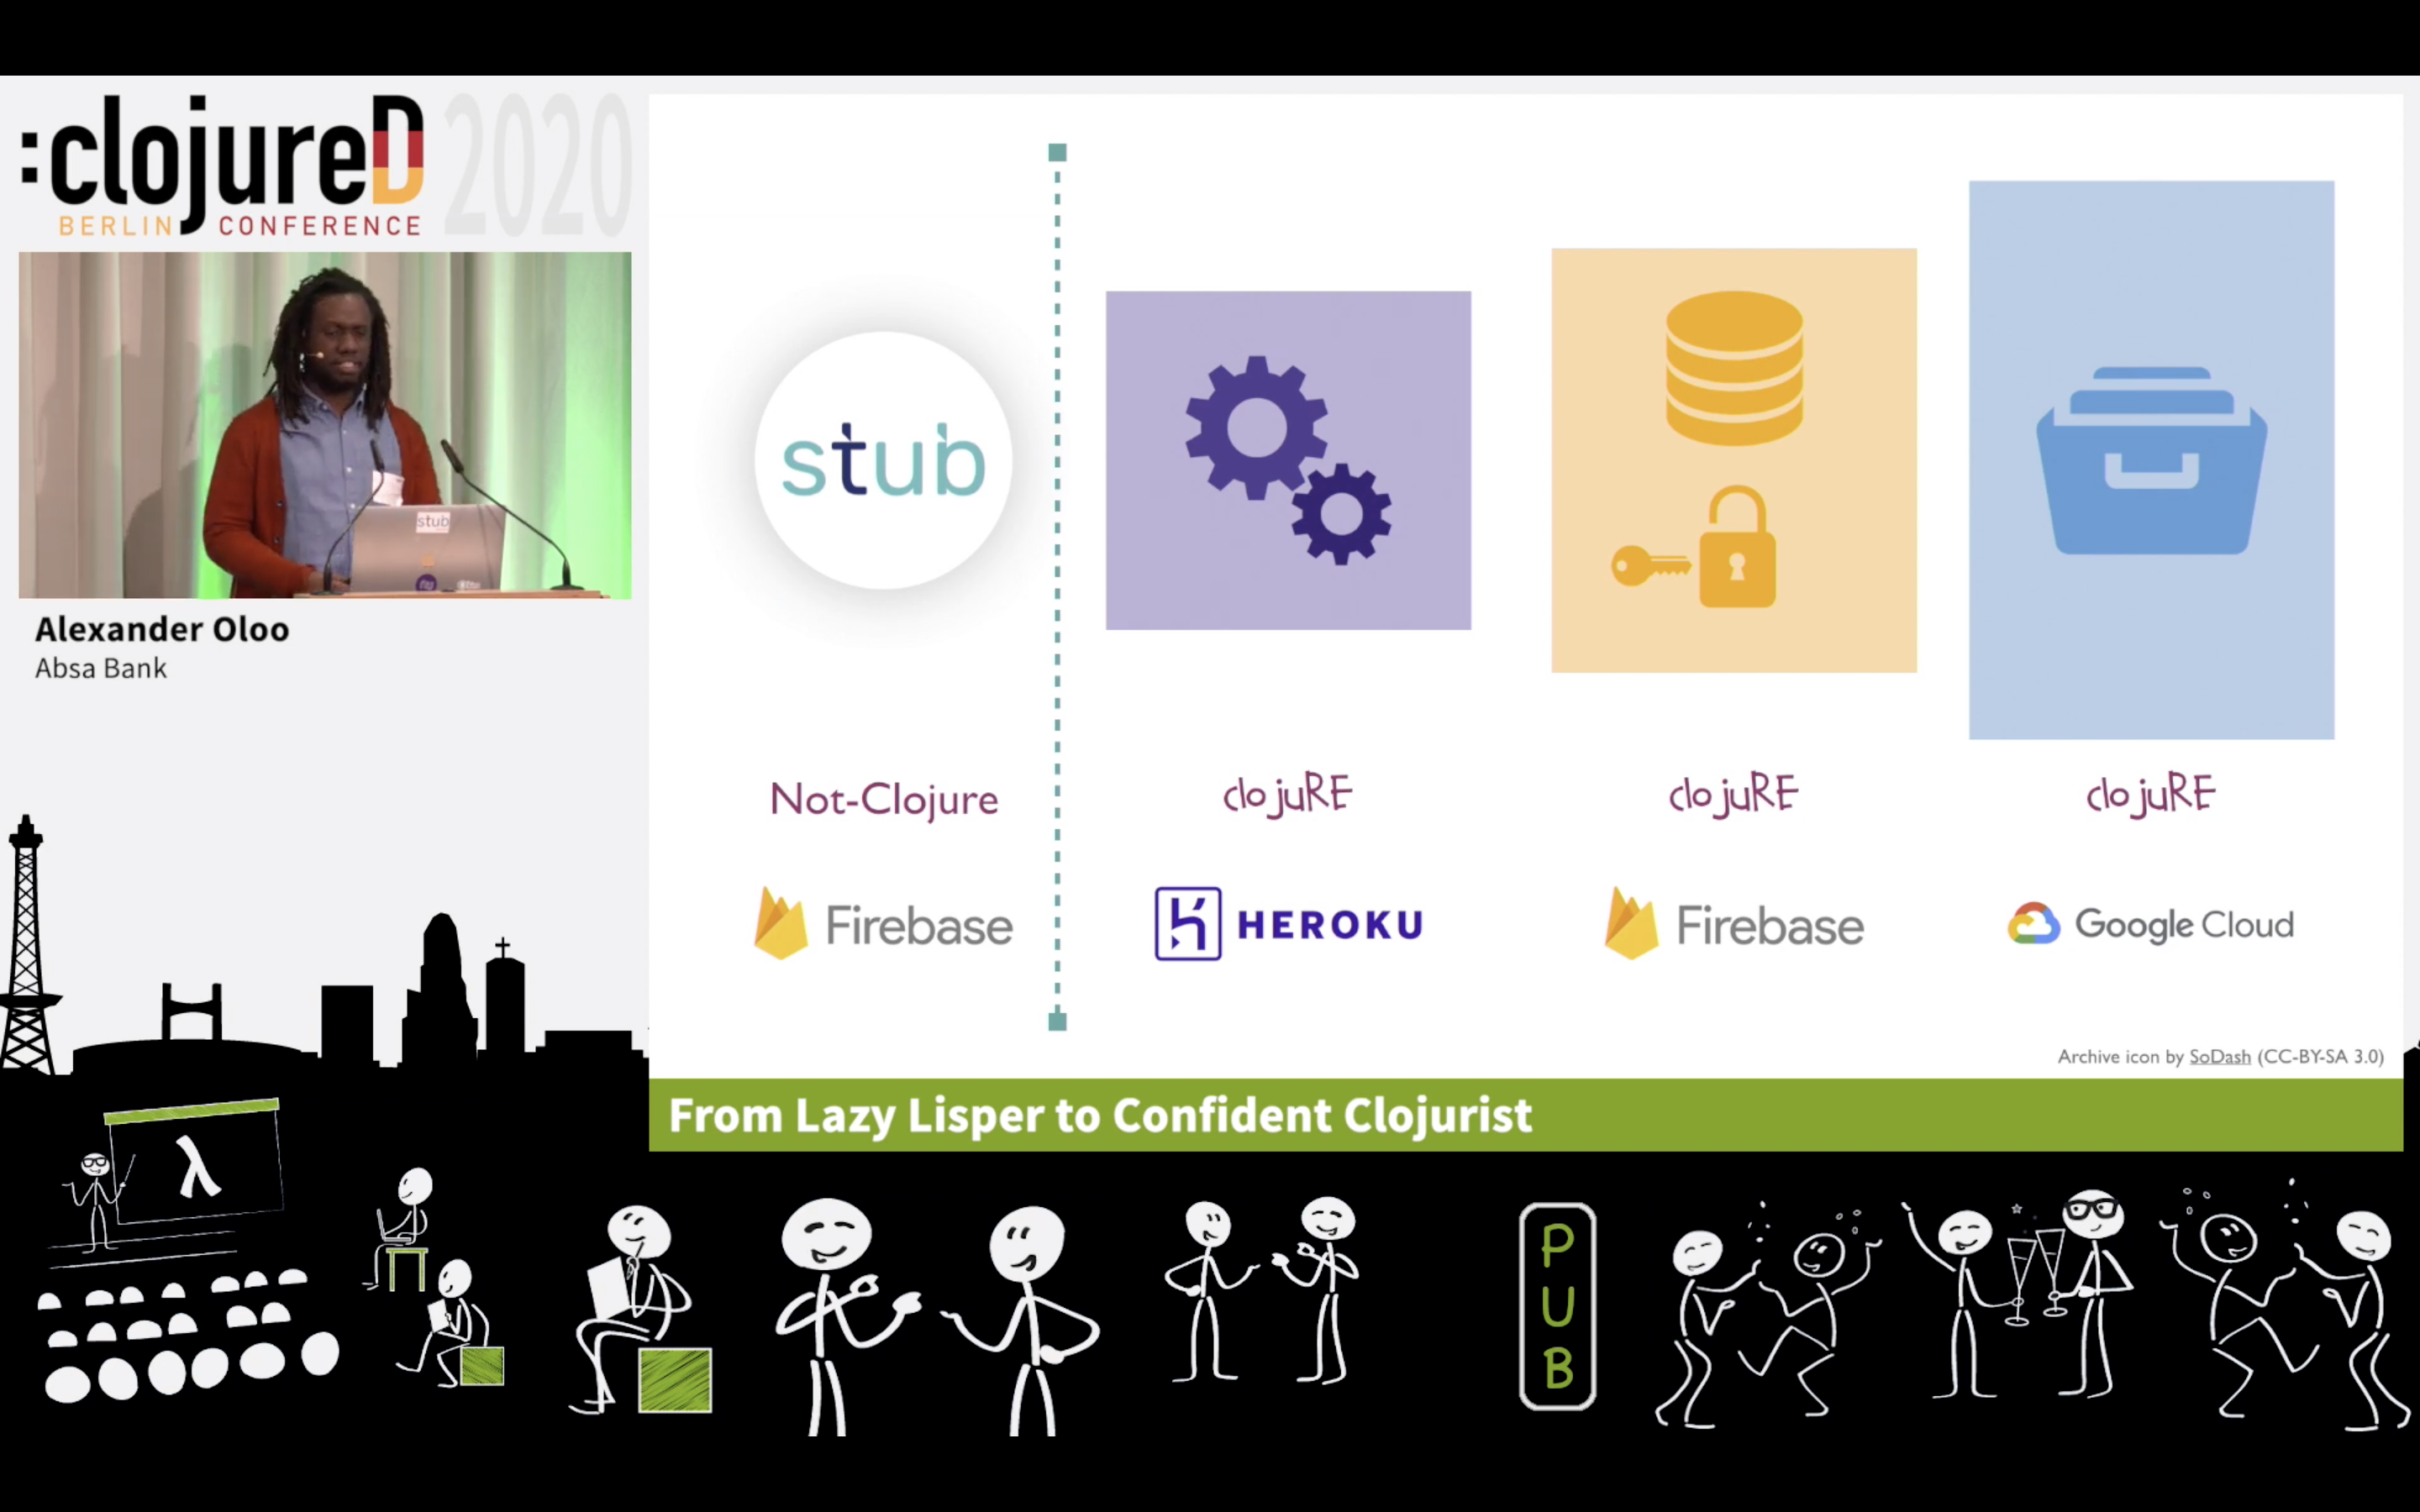 :clojureD 2020
BERLIN CONFERENCE
stub
Alexander Oloo
Absa Bank
stub
Not-Clojure
clojuRE
clojuRE
clojuRE
Firebase
HEROKU
Firebase
Google Cloud
Archive icon by SoDash (CC-BY-SA 3.0)
From Lazy Lisper to Confident Clojurist
λ
PUB